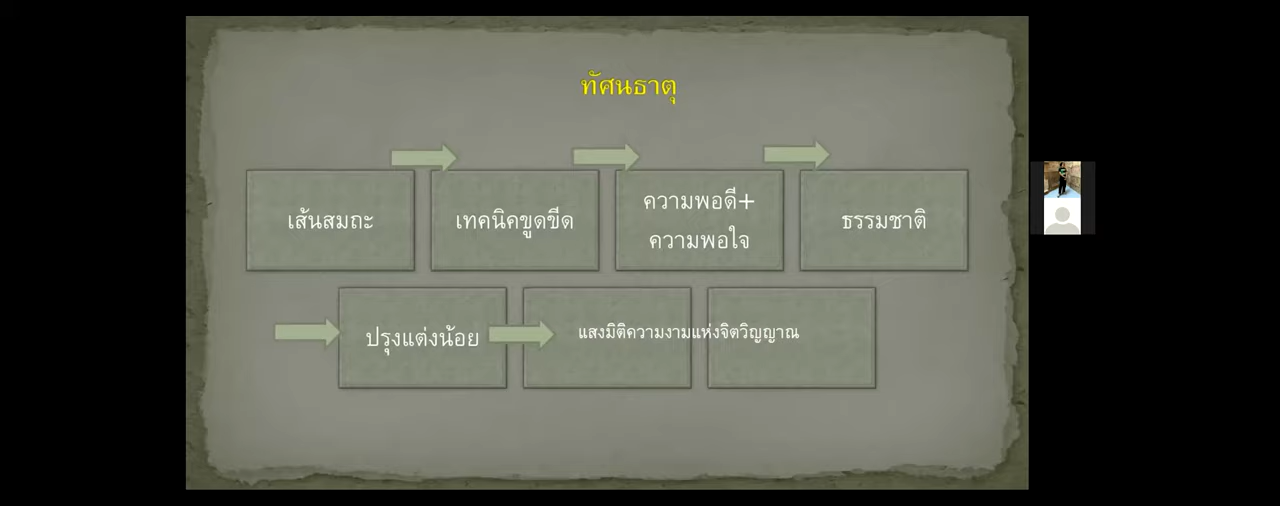 ทัศนธาตุ
เส้นสมถะ
เทคนิคขูดขีด
ความพอดี+
ความพอใจ
ธรรมชาติ
ปรุงแต่งน้อย
แสงมิติความงามแห่งจิตวิญญาณ